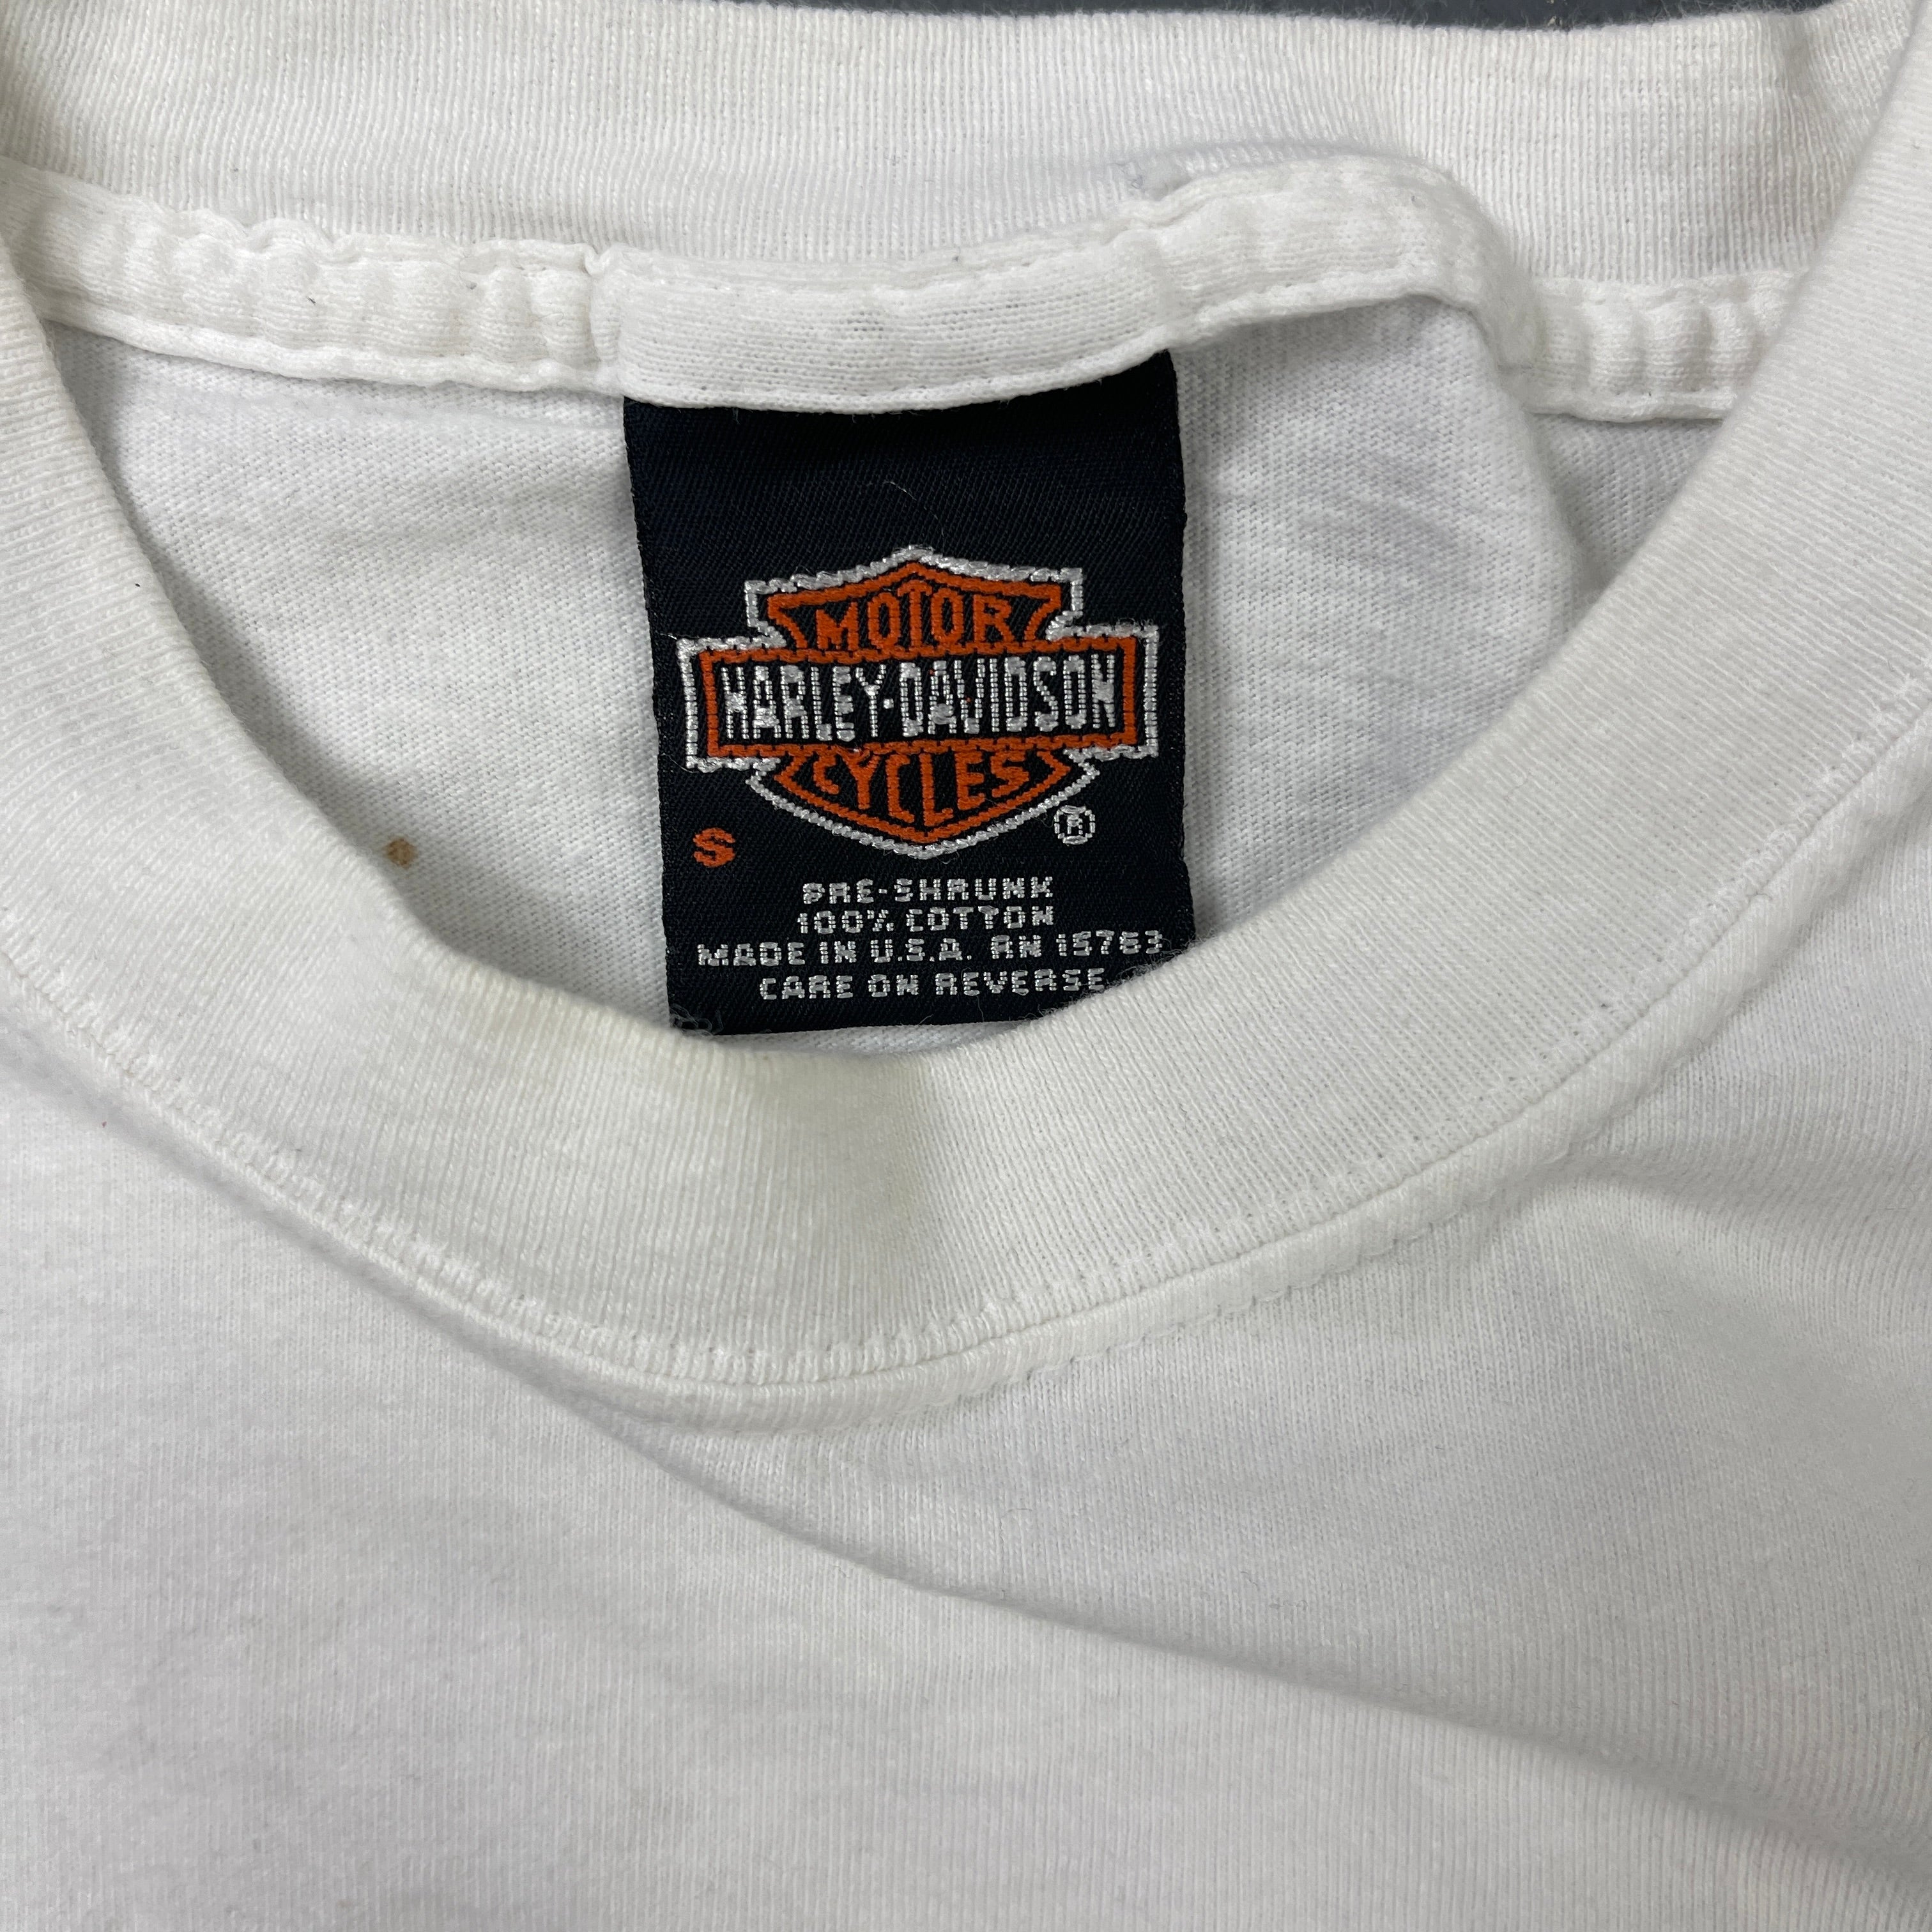 MOTOR
HARLEY-DAVIDSON
CYCLES
®
S
PRE-SHRUNK
100% COTTON
MADE IN U.S.A. RN 15763
CARE ON REVERSE